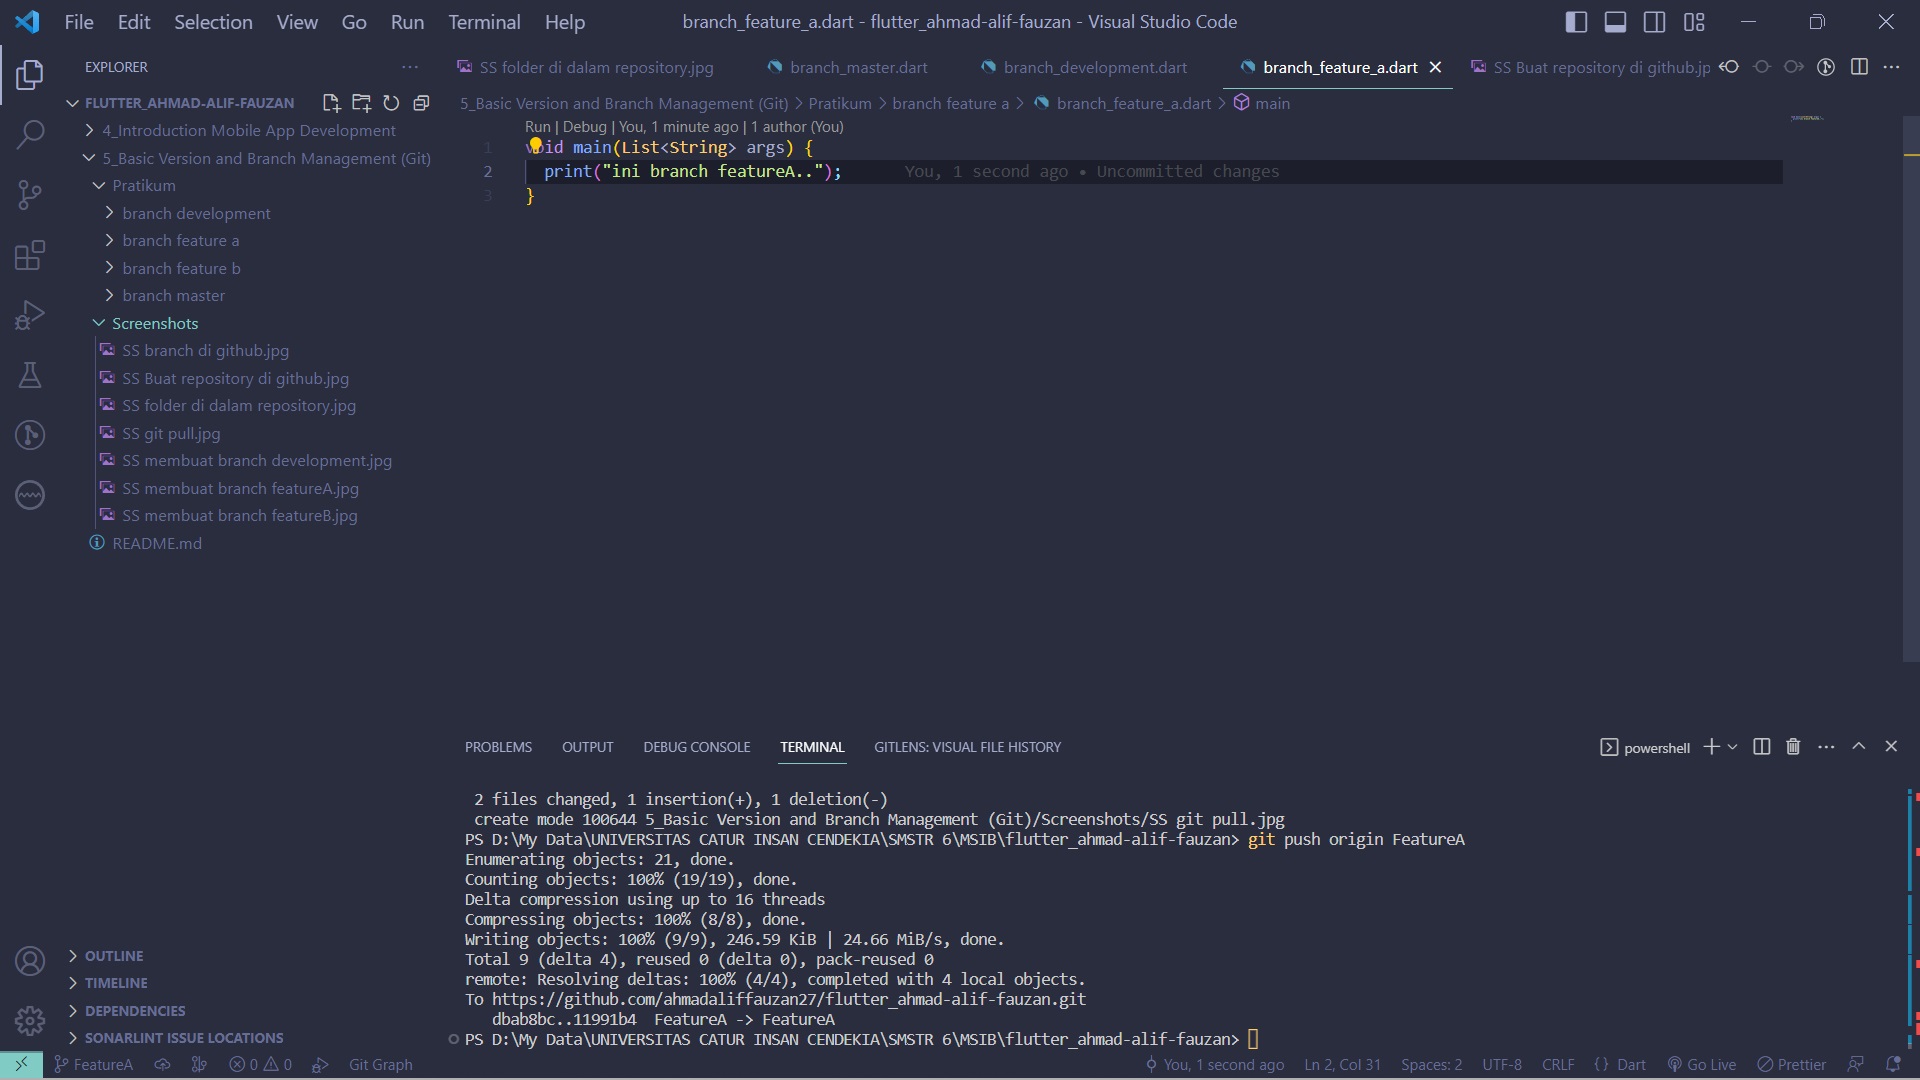 File Edit Selection View Go Run Terminal Help branch_feature_a.dart - flutter_ahmad-alif-fauzan - Visual Studio Code
EXPLORER
SS folder di dalam repository.jpg branch_master.dart branch_development.dart branch_feature_a.dart SS Buat repository di github.jp
FLUTTER_AHMAD-ALIF-FAUZAN
4_Introduction Mobile App Development
5_Basic Version and Branch Management (Git)
Pratikum
branch development
branch feature a
branch feature b
branch master
Screenshots
SS branch di github.jpg
SS Buat repository di github.jpg
SS folder di dalam repository.jpg
SS git pull.jpg
SS membuat branch development.jpg
SS membuat branch featureA.jpg
SS membuat branch featureB.jpg
README.md
OUTLINE
TIMELINE
DEPENDENCIES
SONARLINT ISSUE LOCATIONS
5_Basic Version and Branch Management (Git) > Pratikum > branch feature a > branch_feature_a.dart > main
Run | Debug | You, 1 minute ago | 1 author (You)
1 void main(List<String> args) {
2 print("ini branch featureA.."); You, 1 second ago • Uncommitted changes
3 }
PROBLEMS OUTPUT DEBUG CONSOLE TERMINAL GITLENS: VISUAL FILE HISTORY powershell
2 files changed, 1 insertion(+), 1 deletion(-)
create mode 100644 5_Basic Version and Branch Management (Git)/Screenshots/SS git pull.jpg
PS D:\My Data\UNIVERSITAS CATUR INSAN CENDEKIA\SMSTR 6\MSIB\flutter_ahmad-alif-fauzan> git push origin FeatureA
Enumerating objects: 21, done.
Counting objects: 100% (19/19), done.
Delta compression using up to 16 threads
Compressing objects: 100% (8/8), done.
Writing objects: 100% (9/9), 246.59 KiB | 24.66 MiB/s, done.
Total 9 (delta 4), reused 0 (delta 0), pack-reused 0
remote: Resolving deltas: 100% (4/4), completed with 4 local objects.
To https://github.com/ahmadaliffauzan27/flutter_ahmad-alif-fauzan.git
dbab8bc..11991b4 FeatureA -> FeatureA
PS D:\My Data\UNIVERSITAS CATUR INSAN CENDEKIA\SMSTR 6\MSIB\flutter_ahmad-alif-fauzan>
FeatureA 0 0 Git Graph You, 1 second ago Ln 2, Col 31 Spaces: 2 UTF-8 CRLF {} Dart Go Live Prettier